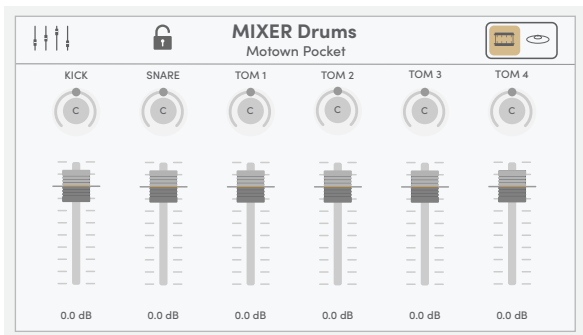 MIXER Drums
Motown Pocket
KICK SNARE TOM 1 TOM 2 TOM 3 TOM 4
C C C C C C
0.0 dB 0.0 dB 0.0 dB 0.0 dB 0.0 dB 0.0 dB